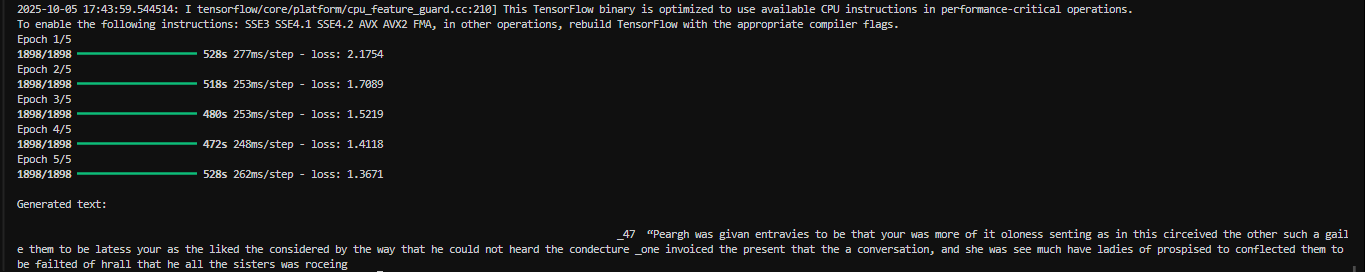 2025-10-05 17:43:59.544514: I tensorflow/core/platform/cpu_feature_guard.cc:210] This TensorFlow binary is optimized to use available CPU instructions in performance-critical operations.
To enable the following instructions: SSE3 SSE4.1 SSE4.2 AVX AVX2 FMA, in other operations, rebuild TensorFlow with the appropriate compiler flags.
Epoch 1/5
1898/1898 ━━━━━━━━━━━━━━━━━━━━ 528s 277ms/step - loss: 2.1754
Epoch 2/5
1898/1898 ━━━━━━━━━━━━━━━━━━━━ 518s 253ms/step - loss: 1.7089
Epoch 3/5
1898/1898 ━━━━━━━━━━━━━━━━━━━━ 480s 253ms/step - loss: 1.5219
Epoch 4/5
1898/1898 ━━━━━━━━━━━━━━━━━━━━ 472s 248ms/step - loss: 1.4118
Epoch 5/5
1898/1898 ━━━━━━━━━━━━━━━━━━━━ 528s 262ms/step - loss: 1.3671
Generated text:
_47 “Peargh was givan entravies to be that your was more of it oloness senting as in this circeived the other such a gail
e them to be latess your as the liked the considered by the way that he could not heard the condecture _one invoiced the present that the a conversation, and she was see much have ladies of prospised to conflected them to
be failted of hrall that he all the sisters was roceing